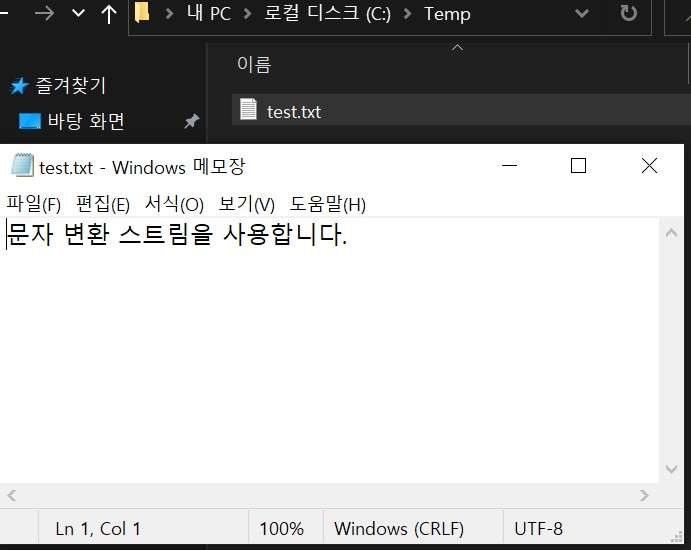 내 PC 로컬 디스크 (C:) Temp
이름
즐겨찾기
test.txt
바탕 화면
test.txt - Windows 메모장
파일(F) 편집(E) 서식(O) 보기(V) 도움말(H)
문자 변환 스트림을 사용합니다.
Ln 1, Col 1 100% Windows (CRLF) UTF-8